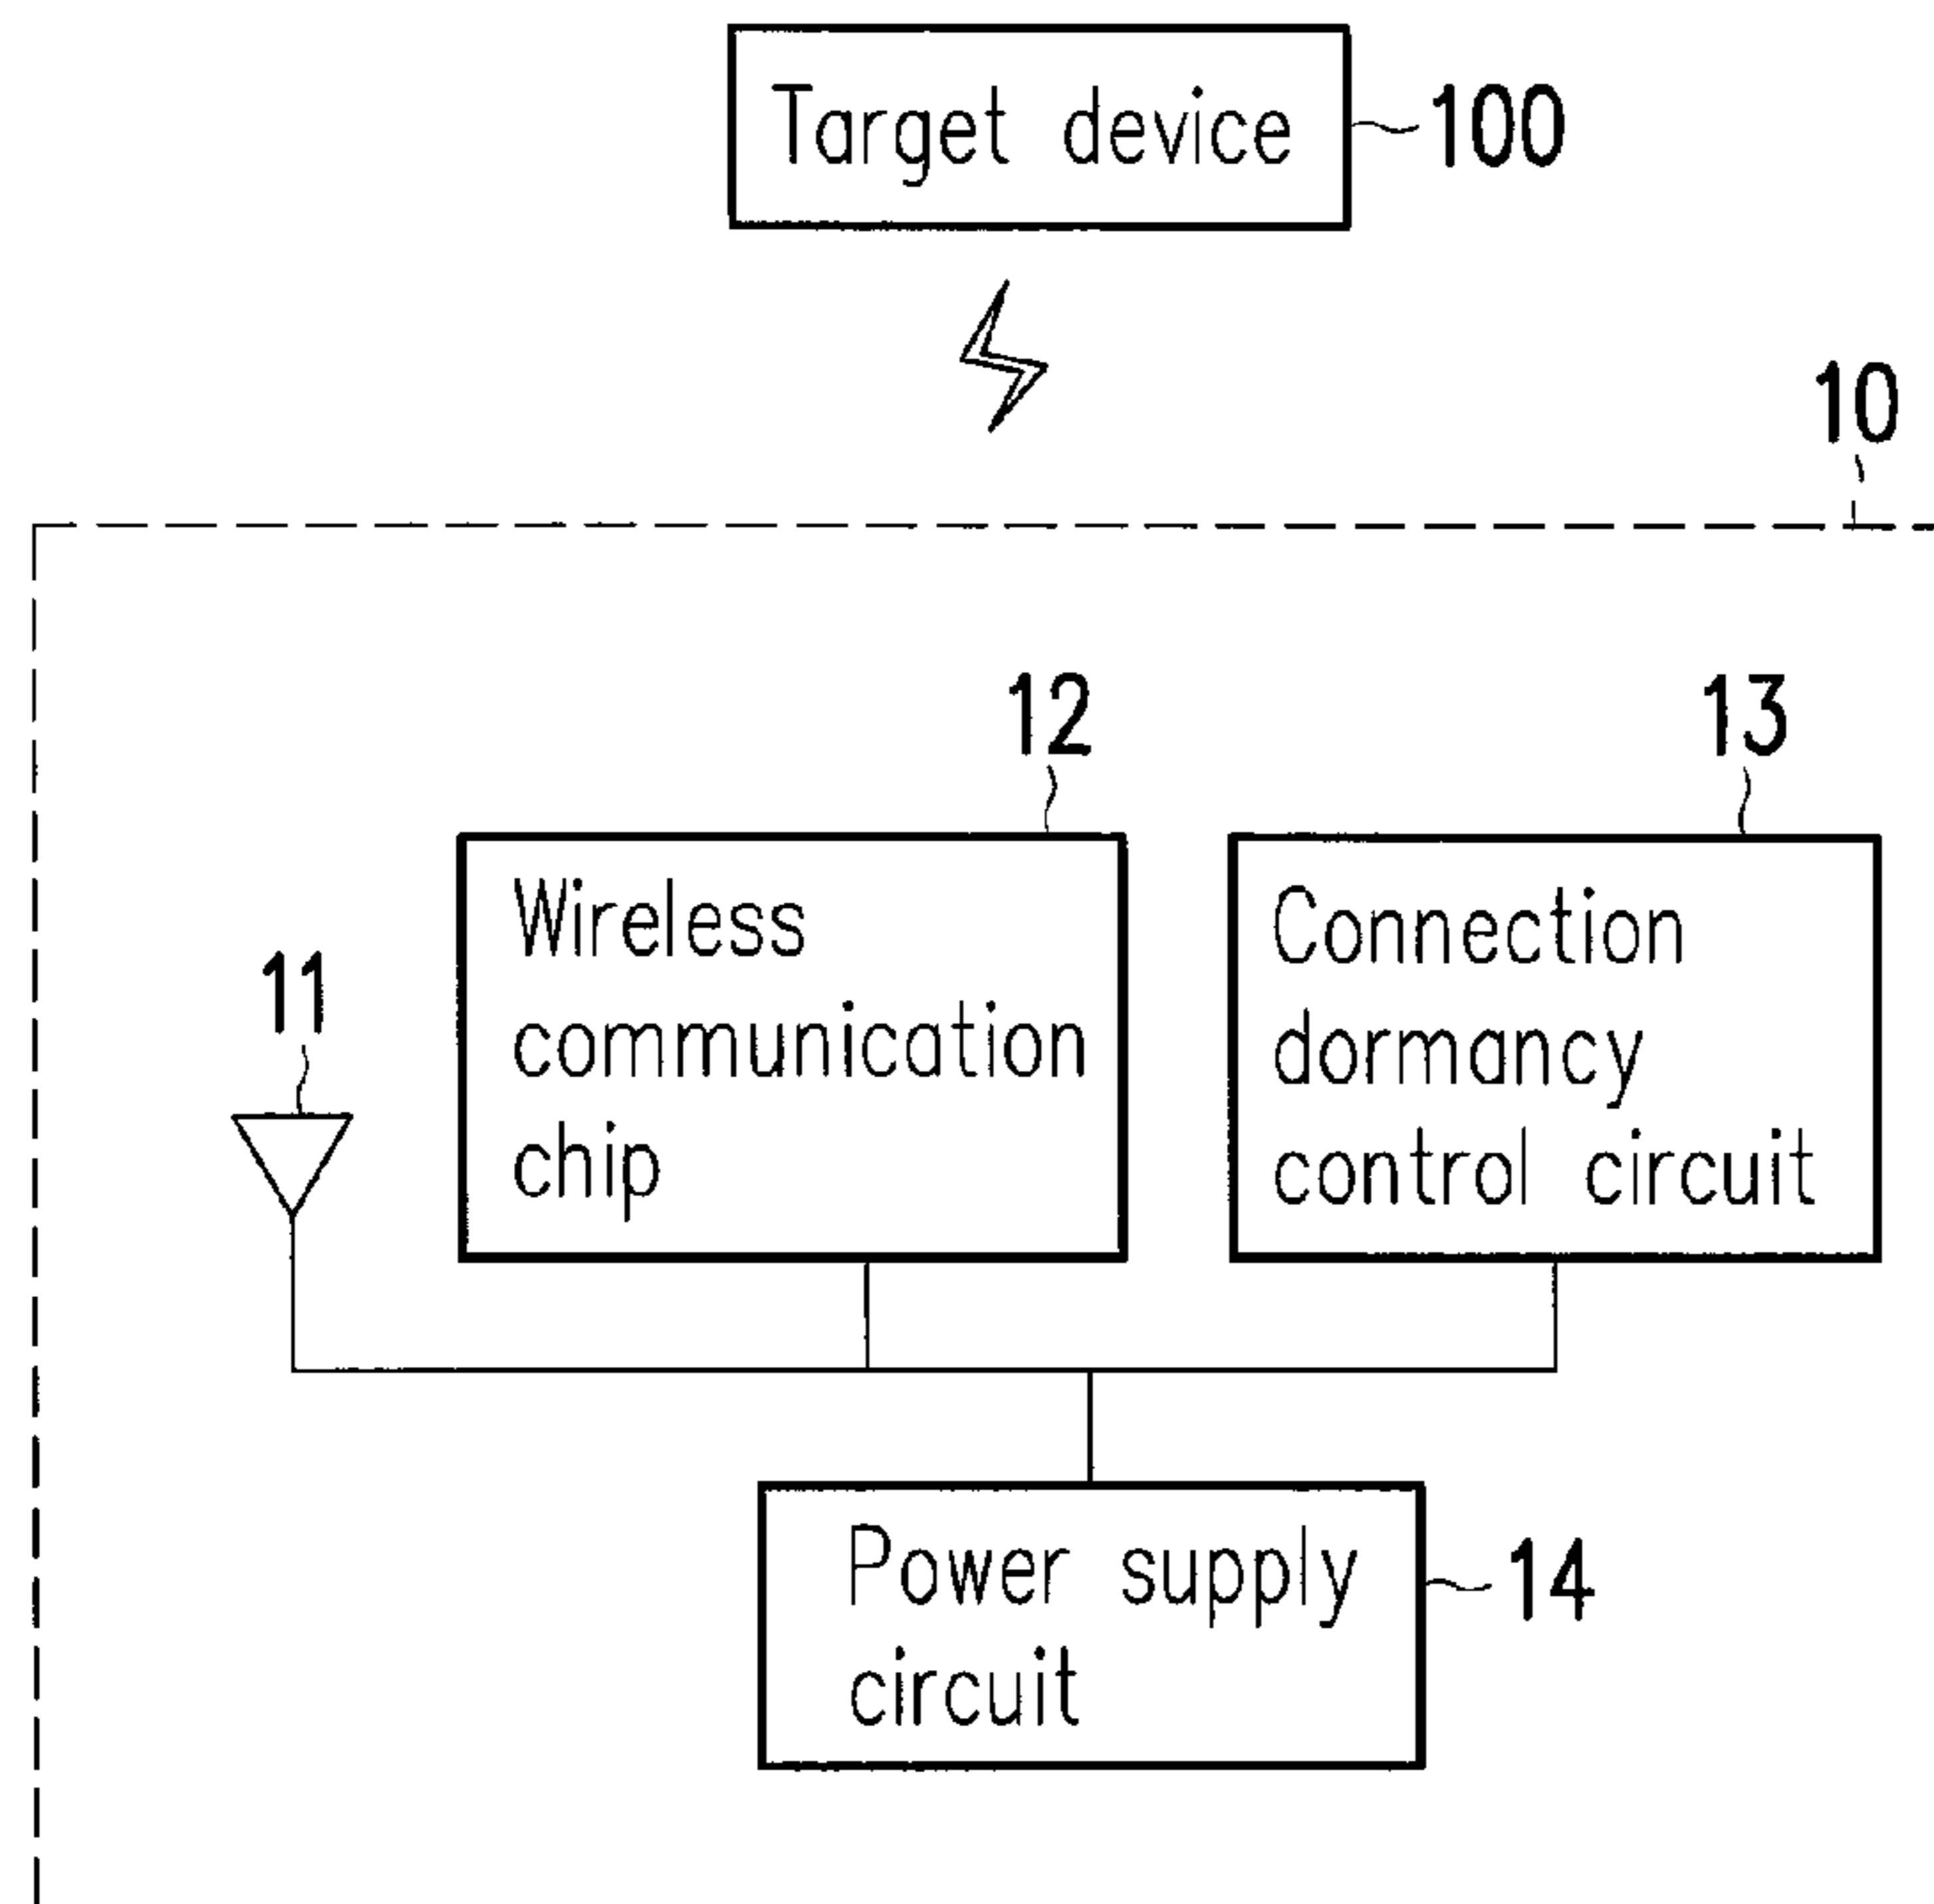 Target device
100
10
12
13
Wireless
communication
chip
Connection
dormancy
control circuit
11
Power supply
circuit
14